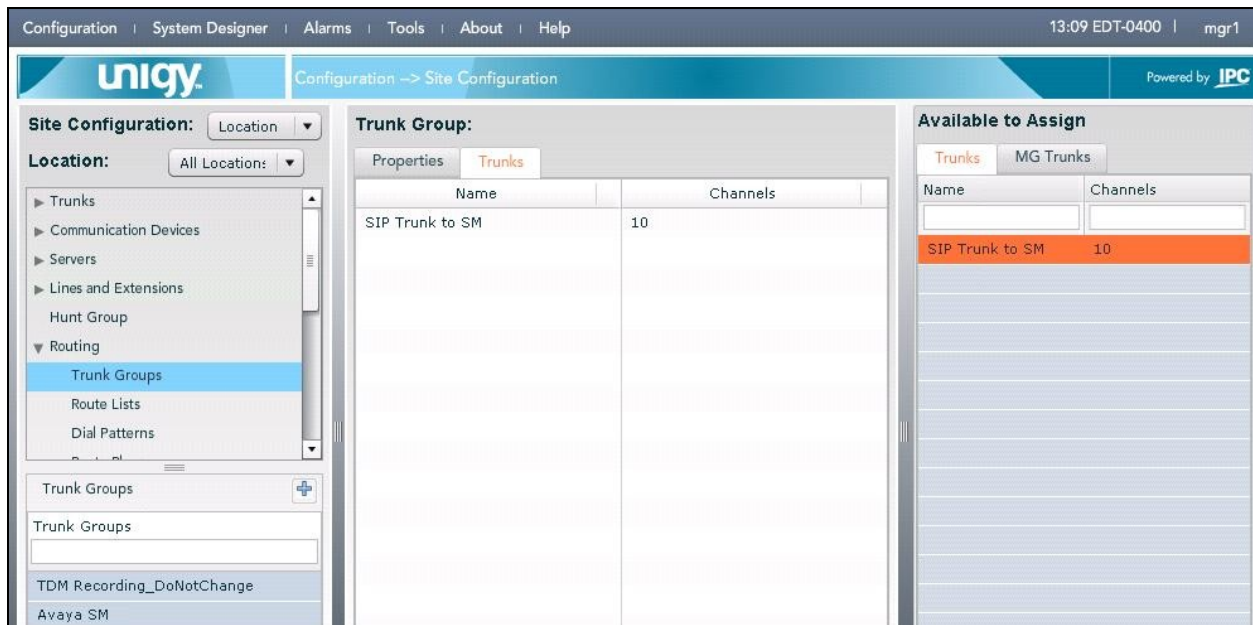 Configuration | System Designer | Alarms | Tools | About | Help 13:09 EDT-0400 | mgr1
unigy. Configuration --> Site Configuration Powered by IPC
Site Configuration: Location
Location: All Locations
Trunks
Communication Devices
Servers
Lines and Extensions
Hunt Group
Routing
Trunk Groups
Route Lists
Dial Patterns
Trunk Groups
Trunk Groups
TDM Recording_DoNotChange
Avaya SM
Trunk Group:
Properties Trunks
Name Channels
SIP Trunk to SM 10
Available to Assign
Trunks MG Trunks
Name Channels
SIP Trunk to SM 10